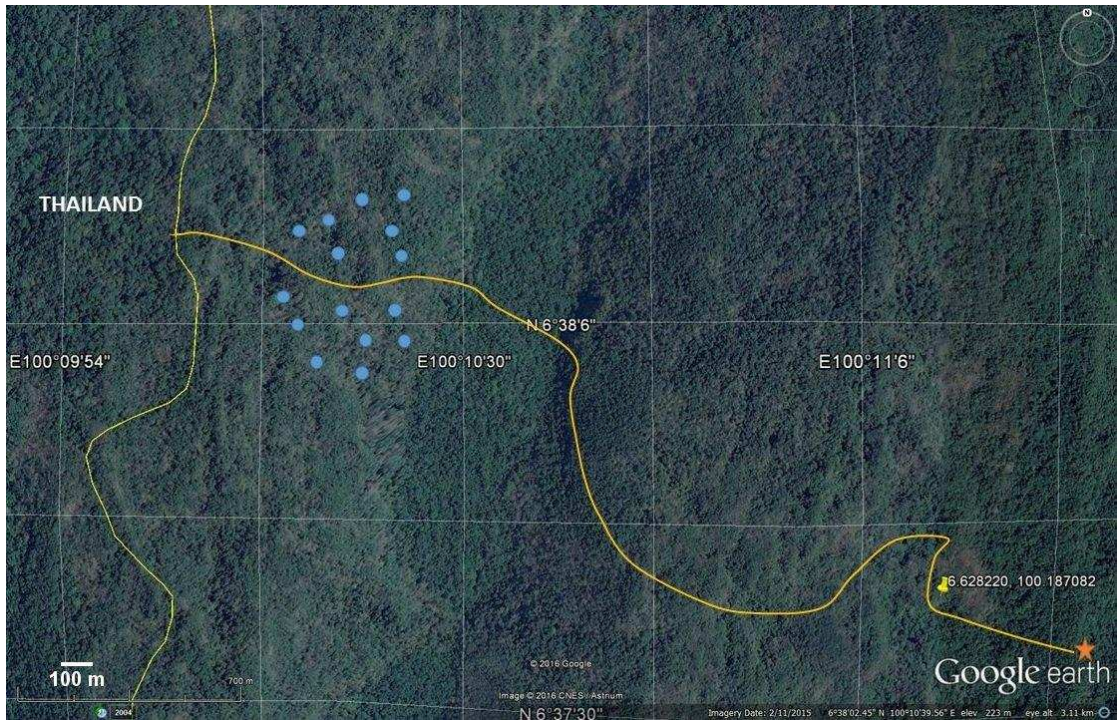 N
THAILAND
N 6°38'6"
E100°09'54"
E100°10'30"
E100°11'6"
6 628220, 100 187082
100 m
700 m
© 2016 Google
Google earth
Image © 2016 CNES / Astrium
2004
N 6°37'30"
Imagery Date: 2/11/2015 6°38'02.45" N 100°10'39.56" E elev 223 m eye alt 3.11 km